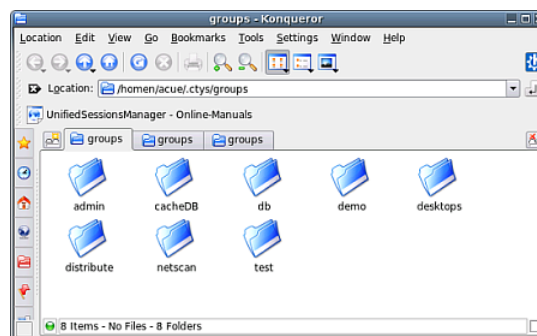 groups - Konqueror
Location Edit View Go Bookmarks Tools Settings Window Help
Location: /homen/acue/.ctys/groups
UnifiedSessionsManager - Online-Manuals
groups groups groups
admin cacheDB db demo desktops
distribute netscan test
8 Items - No Files - 8 Folders